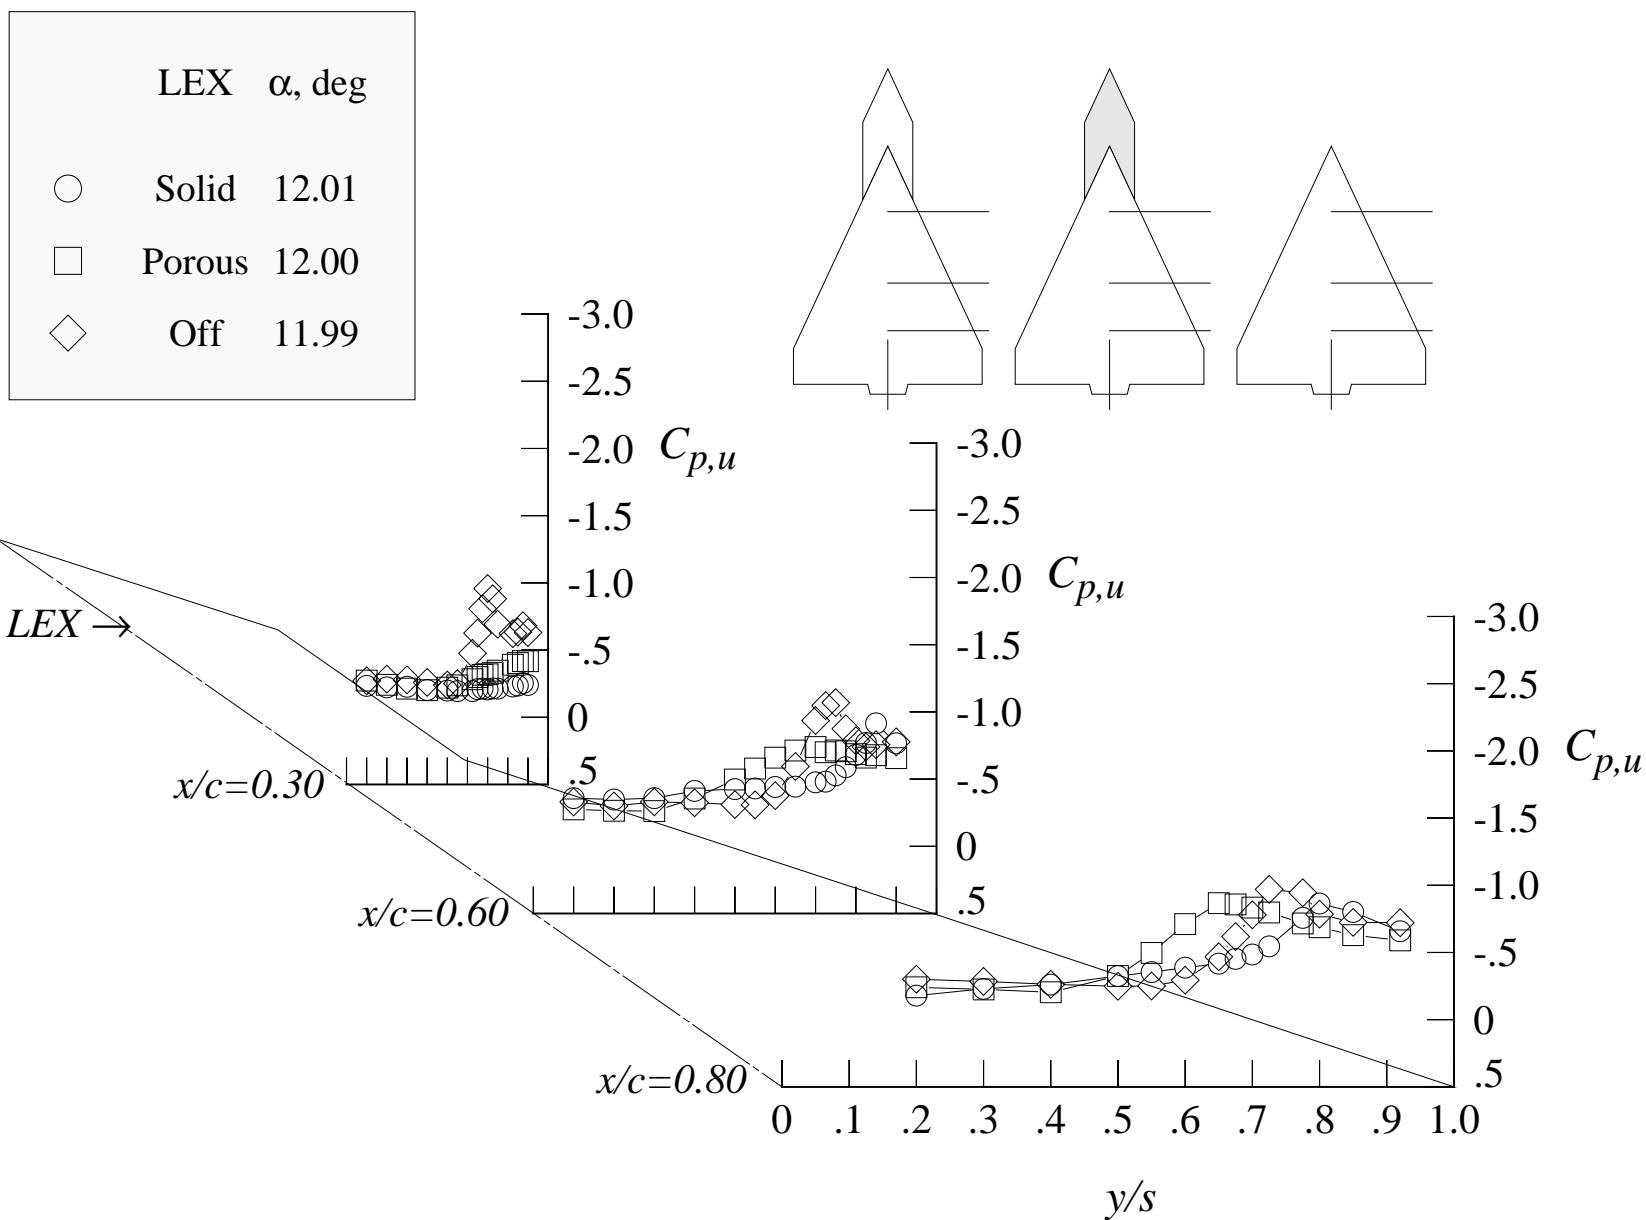 LEX α, deg
Solid 12.01
Porous 12.00
Off 11.99
-3.0
-2.5
-2.0 Cp,u
-1.5
-1.0
-.5
0
.5
x/c=0.30
LEX →
-3.0
-2.5
-2.0 Cp,u
-1.5
-1.0
-.5
0
.5
x/c=0.60
-3.0
-2.5
-2.0 Cp,u
-1.5
-1.0
-.5
0
.5
x/c=0.80
0 .1 .2 .3 .4 .5 .6 .7 .8 .9 1.0
y/s